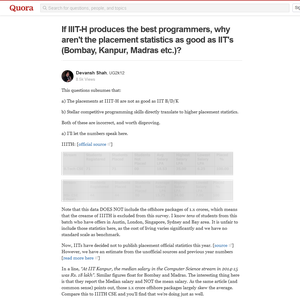 Quora
Search for questions, people, and topics
If IIIT-H produces the best programmers, why
aren't the placement statistics as good as IIT's
(Bombay, Kanpur, Madras etc.)?
Devansh Shah, UG2k12
Views
This question subsumes that:
a) The placements at IIIT-H are not as good as IIT B/D/K
b) Stellar competitive programming skills directly translate to higher placement statistics.
Both of these are incorrect, and worth disproving.
a) I'll let the numbers speak here.
IIITH: [official source]
Note that this data DOES NOT include the offshore packages of 1.x crores, which means
that the creame of IIITH is excluded from this survey. I know tens of students from this
batch who have offers in Austin, London, Singapore, Sydney and Bay area. It is unfair to
include those statistics here, as the cost of living varies significantly and we have no
standard scale as benchmark.
Now, IITs have decided not to publish placement official statistics this year. [source]
However, we have an estimate from the unofficial sources and previous year numbers
[read more here]
In a line, "At IIT Kanpur, the median salary in the Computer Science stream in 2014-15
was Rs. 18 lakh". Similar figures float for Bombay and Madras. The interesting thing here
is that they report the Median salary and NOT the mean salary. As the same article (and
common sense) points out, those 1.x crore offshore packages largely skew the average.
Compare this to IIITH CSE and you'll find that we're doing just as well.